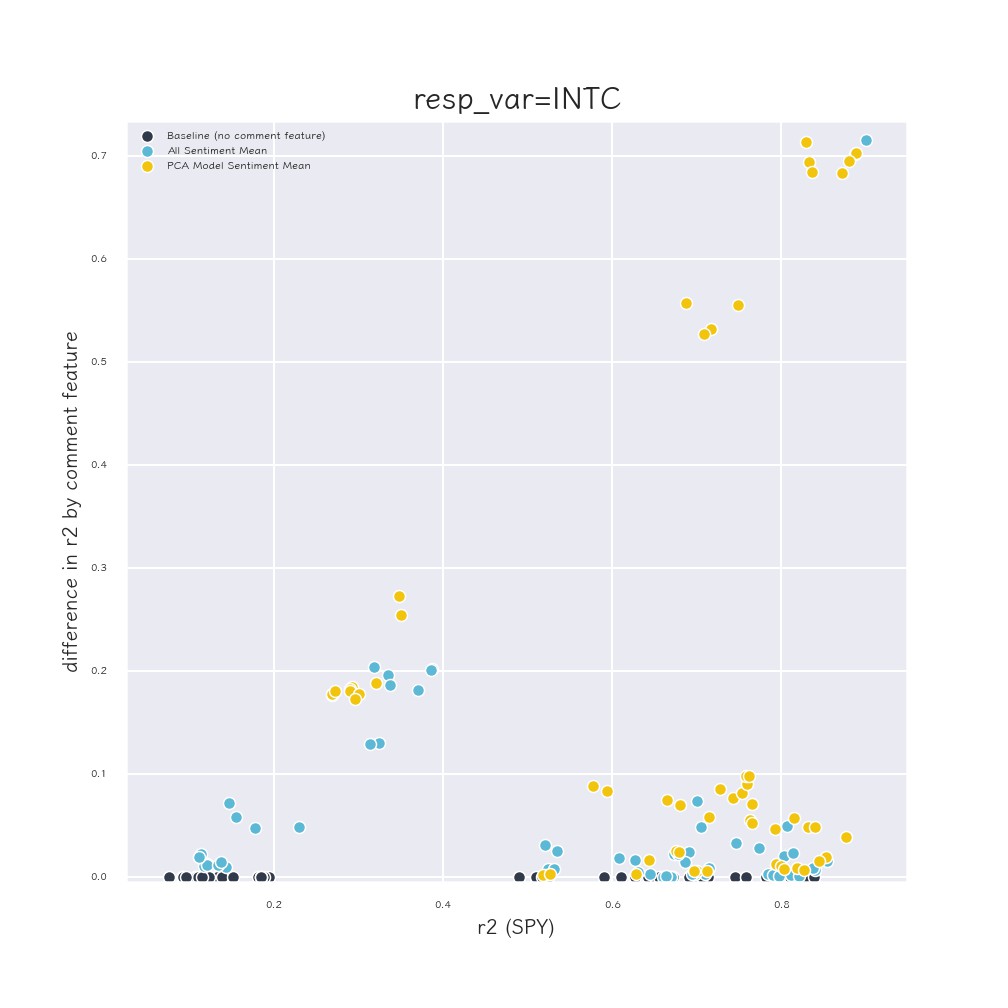 resp_var=INTC
Baseline (no comment feature)
All Sentiment Mean
PCA Model Sentiment Mean
difference in r2 by comment feature
0.7
0.6
0.5
0.4
0.3
0.2
0.1
0.0
0.2 0.4 0.6 0.8
r2 (SPY)